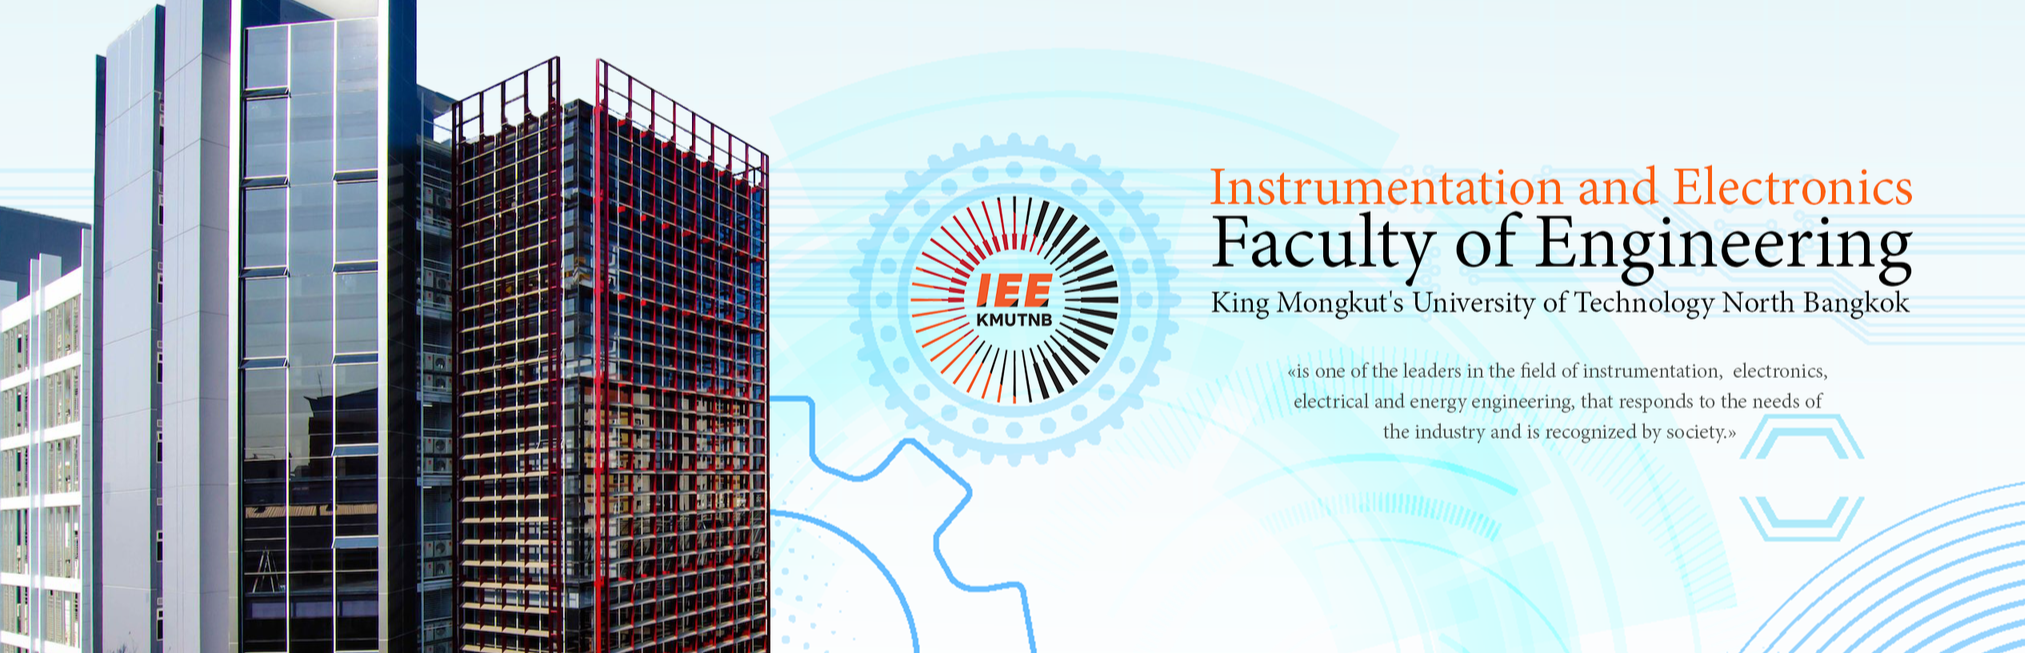 IEE
KMUTNB
Instrumentation and Electronics
Faculty of Engineering
King Mongkut's University of Technology North Bangkok
«is one of the leaders in the field of instrumentation, electronics,
electrical and energy engineering, that responds to the needs of
the industry and is recognized by society.»